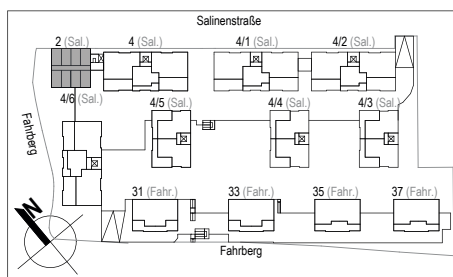 Salinenstraße
2 (Sal.) 4 (Sal.) 4/1 (Sal.) 4/2 (Sal.)
4/6 (Sal.) 4/5 (Sal.) 4/4 (Sal.) 4/3 (Sal.)
Fahrberg
31 (Fahr.) 33 (Fahr.) 35 (Fahr.) 37 (Fahr.)
N
Fahrberg